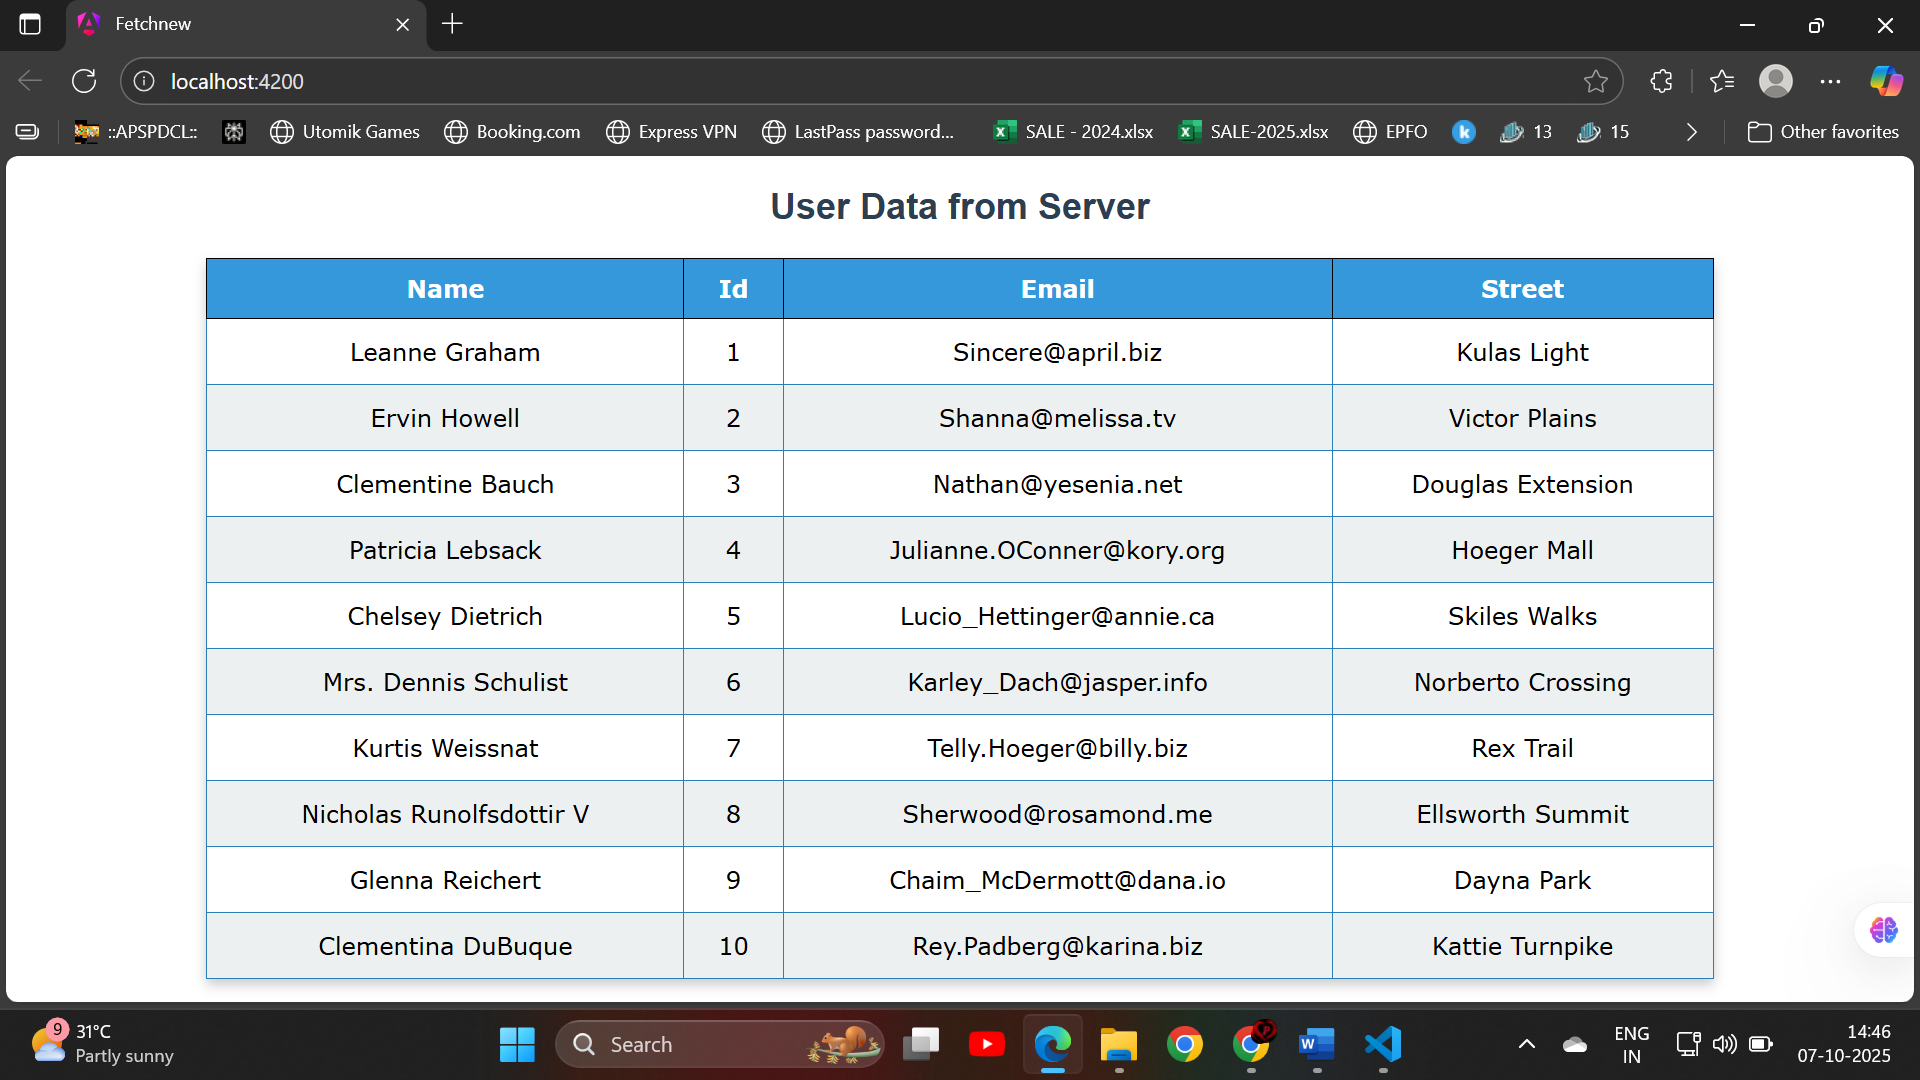 Fetchnew
localhost:4200
::APSPDCL:: Utomik Games Booking.com Express VPN LastPass password... SALE - 2024.xlsx SALE-2025.xlsx EPFO k 13 15 Other favorites
User Data from Server
Name Id Email Street
Leanne Graham 1 Sincere@april.biz Kulas Light
Ervin Howell 2 Shanna@melissa.tv Victor Plains
Clementine Bauch 3 Nathan@yesenia.net Douglas Extension
Patricia Lebsack 4 Julianne.OConner@kory.org Hoeger Mall
Chelsey Dietrich 5 Lucio_Hettinger@annie.ca Skiles Walks
Mrs. Dennis Schulist 6 Karley_Dach@jasper.info Norberto Crossing
Kurtis Weissnat 7 Telly.Hoeger@billy.biz Rex Trail
Nicholas Runolfsdottir V 8 Sherwood@rosamond.me Ellsworth Summit
Glenna Reichert 9 Chaim_McDermott@dana.io Dayna Park
Clementina DuBuque 10 Rey.Padberg@karina.biz Kattie Turnpike
9 31°C Search ENG 14:46
Partly sunny IN 07-10-2025